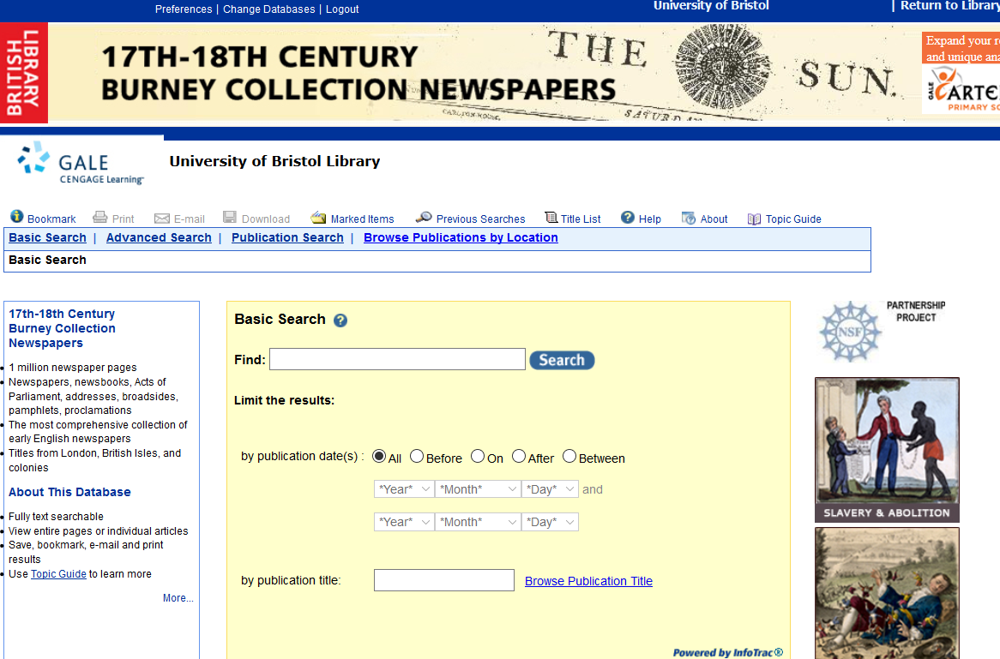 Preferences | Change Databases | Logout
University of Bristol
| Return to Library
BRITISH
LIBRARY
HSITOR
17TH-18TH CENTURY
BURNEY COLLECTION NEWSPAPERS
THE SUN.
CARLTON-HOUSE.
SATURDA
Expand your re
and unique ana
GALE
ARTE
PRIMARY SO
GALE
CENGAGE Learning™
University of Bristol Library
Bookmark Print E-mail Download Marked Items Previous Searches Title List Help About Topic Guide
Basic Search | Advanced Search | Publication Search | Browse Publications by Location
Basic Search
17th-18th Century
Burney Collection
Newspapers
1 million newspaper pages
Newspapers, newsbooks, Acts of
Parliament, addresses, broadsides,
pamphlets, proclamations
The most comprehensive collection of
early English newspapers
Titles from London, British Isles, and
colonies
About This Database
Fully text searchable
View entire pages or individual articles
Save, bookmark, e-mail and print
results
Use Topic Guide to learn more
More...
Basic Search ?
Find: Search
Limit the results:
by publication date(s) : All Before On After Between
*Year* *Month* *Day* and
*Year* *Month* *Day*
by publication title: Browse Publication Title
Powered by InfoTrac®
NSF
PARTNERSHIP
PROJECT
SLAVERY & ABOLITION